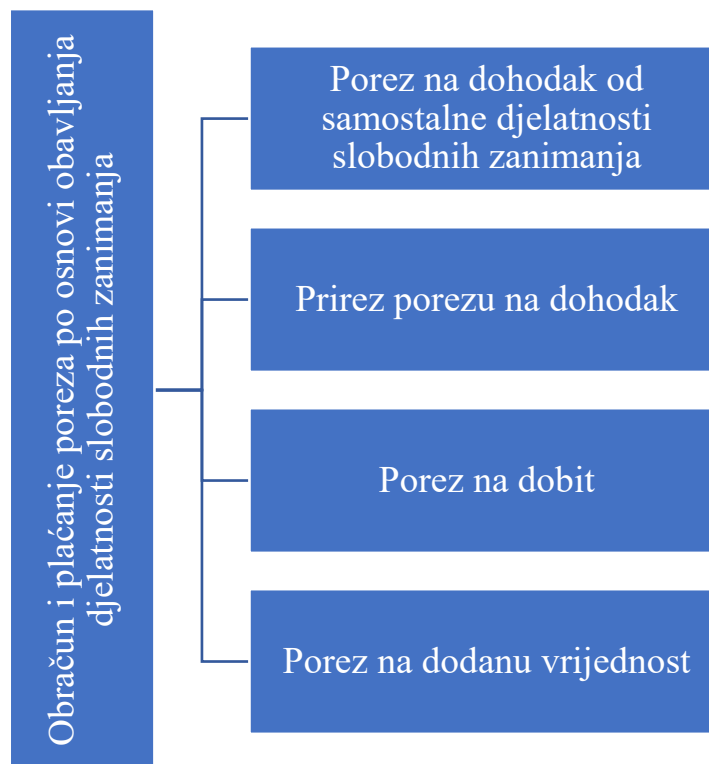 Obračun i plaćanje poreza po osnovi obavljanja
djelatnosti slobodnih zanimanja
Porez na dohodak od
samostalne djelatnosti
slobodnih zanimanja
Prirez porezu na dohodak
Porez na dobit
Porez na dodanu vrijednost